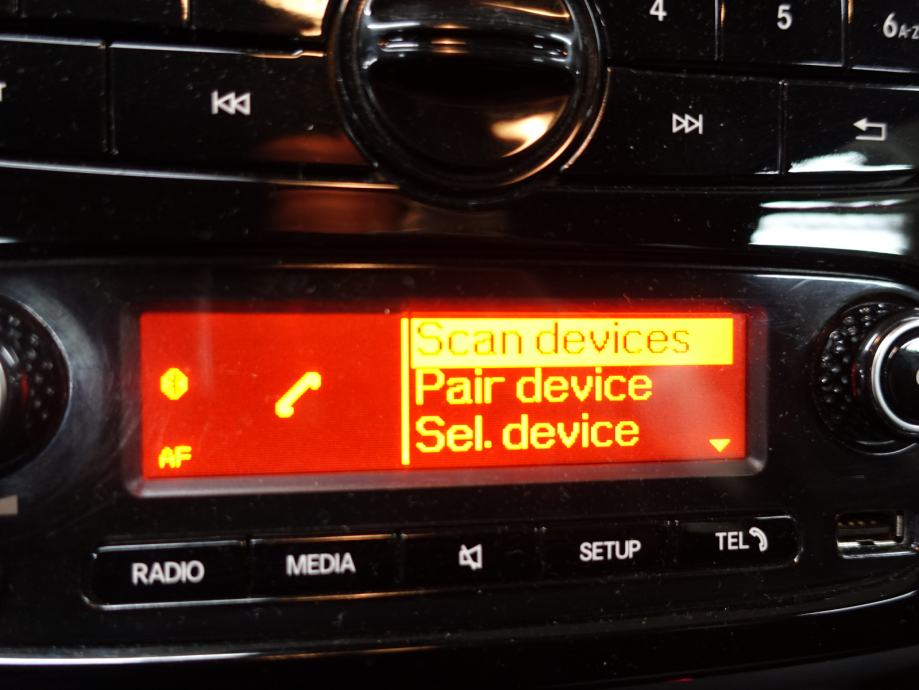 4
5
6A-Z
Scan devices
Pair device
Sel. device
AF
RADIO
MEDIA
SETUP
TEL